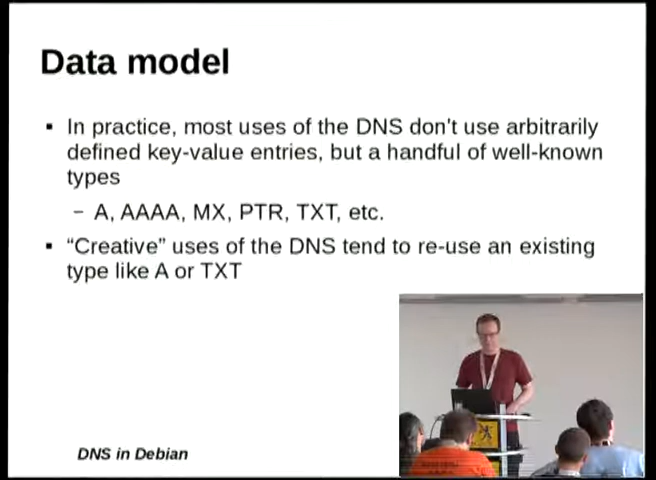 Data model
▪ In practice, most uses of the DNS don't use arbitrarily
defined key-value entries, but a handful of well-known
types
– A, AAAA, MX, PTR, TXT, etc.
▪ “Creative” uses of the DNS tend to re-use an existing
type like A or TXT
DNS in Debian